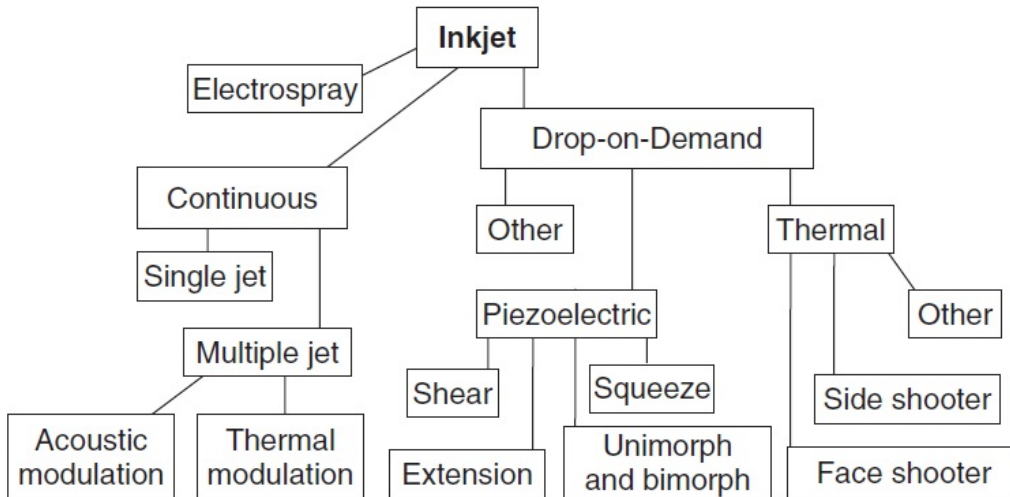 Inkjet
Electrospray
Drop-on-Demand
Continuous
Other
Thermal
Single jet
Piezoelectric
Other
Multiple jet
Shear
Squeeze
Side shooter
Acoustic
modulation
Thermal
modulation
Extension
Unimorph
and bimorph
Face shooter